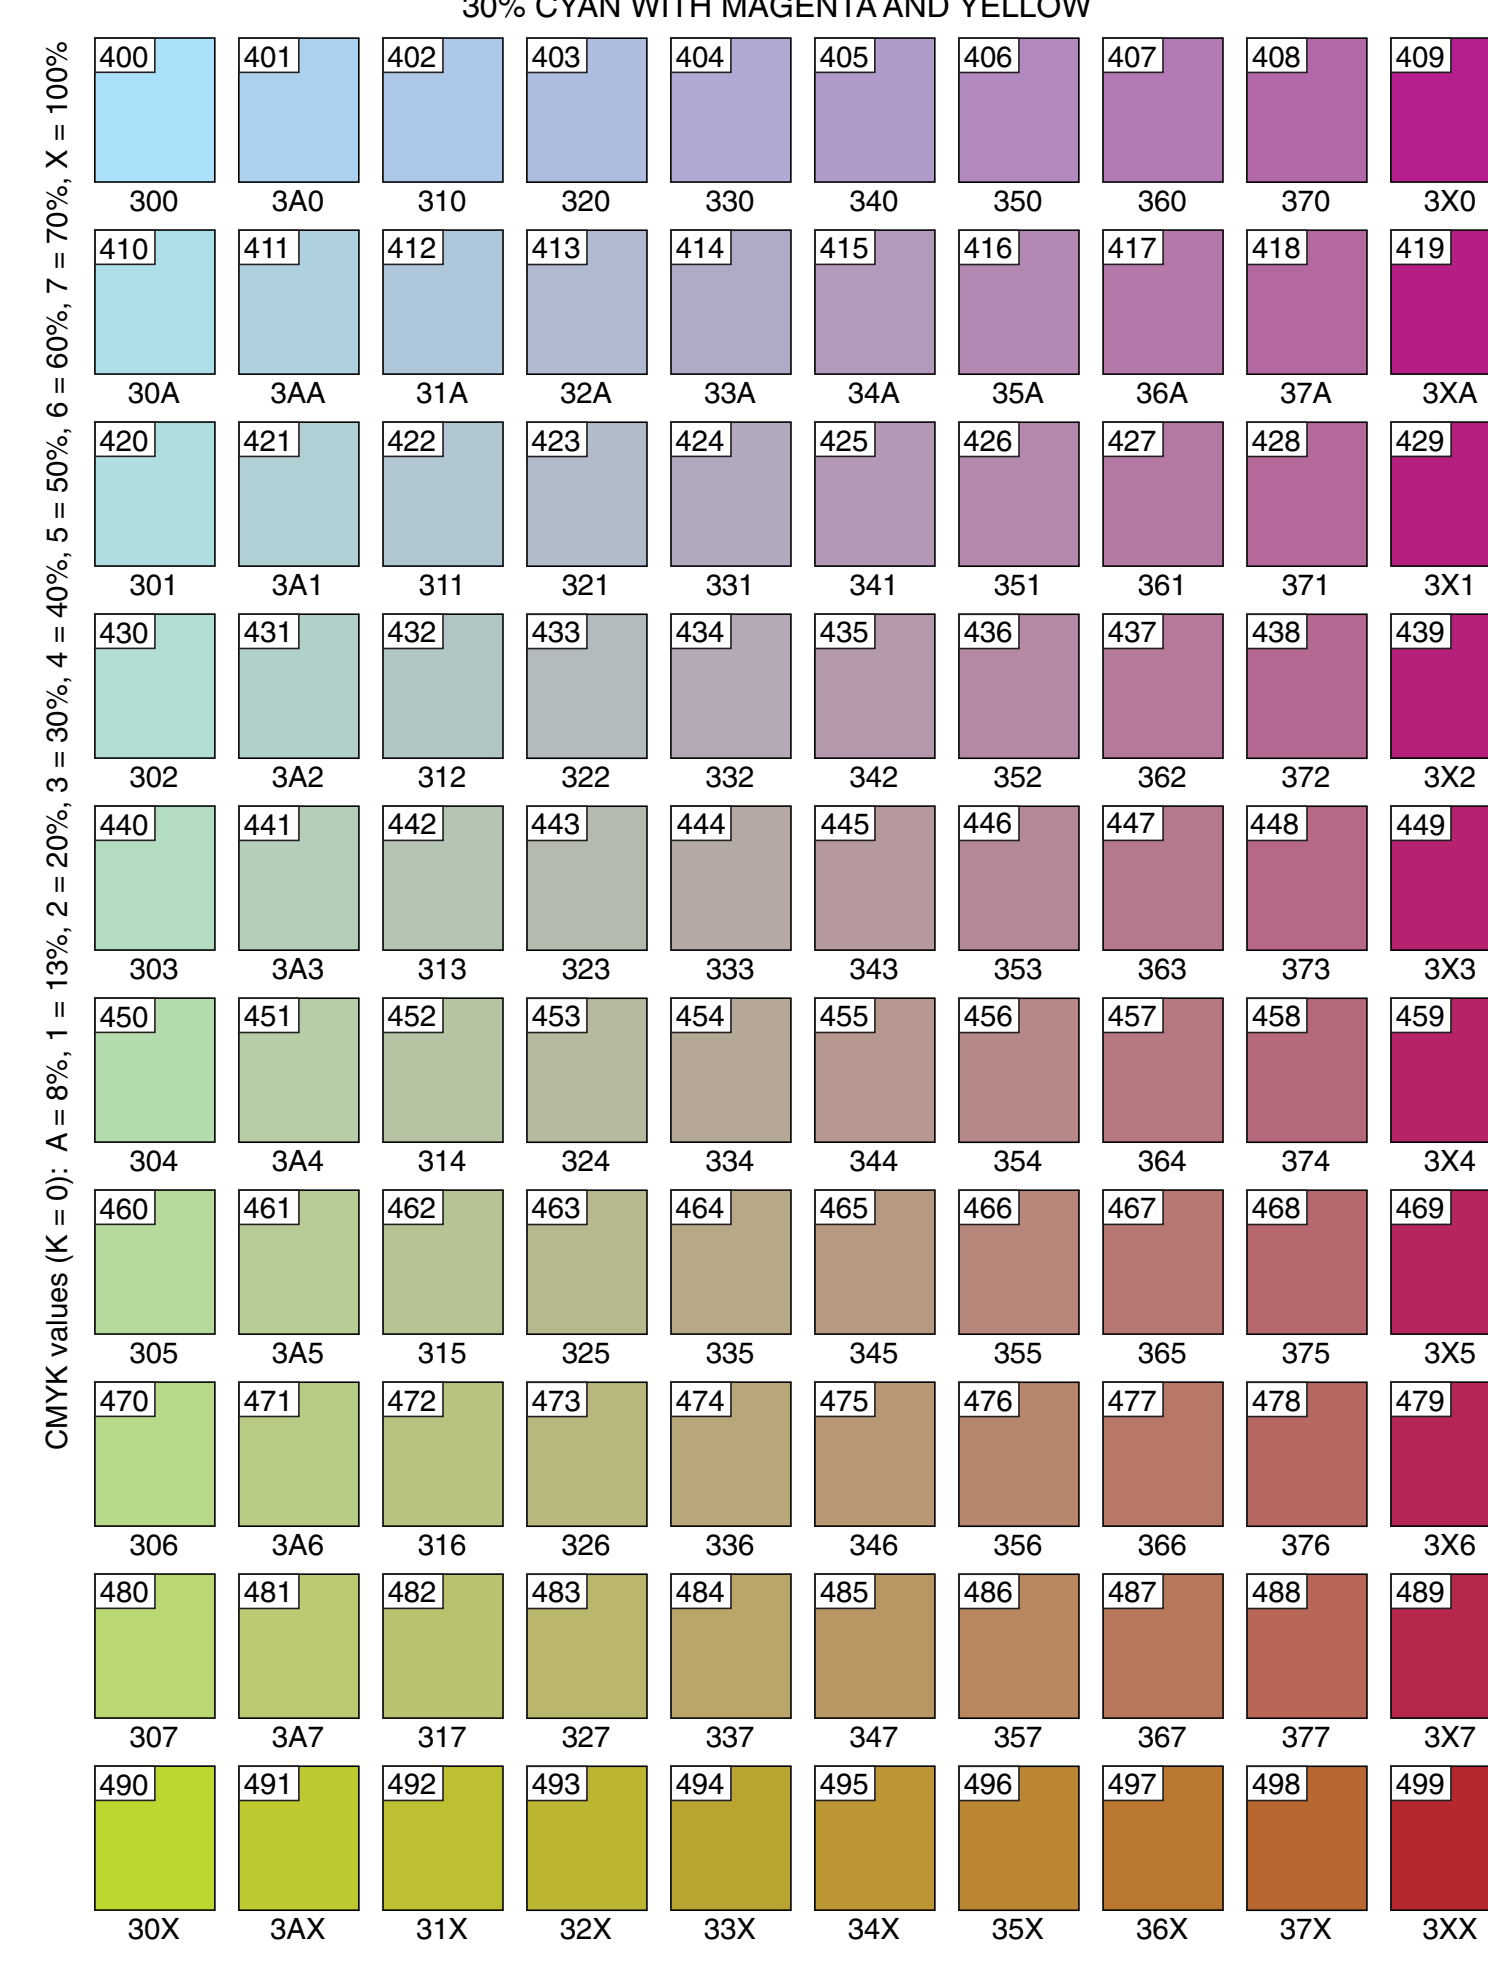 30% CYAN WITH MAGENTA AND YELLOW
CMYK values (K = 0):  A = 8%, 1 = 13%, 2 = 20%, 3 = 30%, 4 = 40%, 5 = 50%, 6 = 60%, 7 = 70%, X = 100%
400 401 402 403 404 405 406 407 408 409
300 3A0 310 320 330 340 350 360 370 3X0
410 411 412 413 414 415 416 417 418 419
30A 3AA 31A 32A 33A 34A 35A 36A 37A 3XA
420 421 422 423 424 425 426 427 428 429
301 3A1 311 321 331 341 351 361 371 3X1
430 431 432 433 434 435 436 437 438 439
302 3A2 312 322 332 342 352 362 372 3X2
440 441 442 443 444 445 446 447 448 449
303 3A3 313 323 333 343 353 363 373 3X3
450 451 452 453 454 455 456 457 458 459
304 3A4 314 324 334 344 354 364 374 3X4
460 461 462 463 464 465 466 467 468 469
305 3A5 315 325 335 345 355 365 375 3X5
470 471 472 473 474 475 476 477 478 479
306 3A6 316 326 336 346 356 366 376 3X6
480 481 482 483 484 485 486 487 488 489
307 3A7 317 327 337 347 357 367 377 3X7
490 491 492 493 494 495 496 497 498 499
30X 3AX 31X 32X 33X 34X 35X 36X 37X 3XX